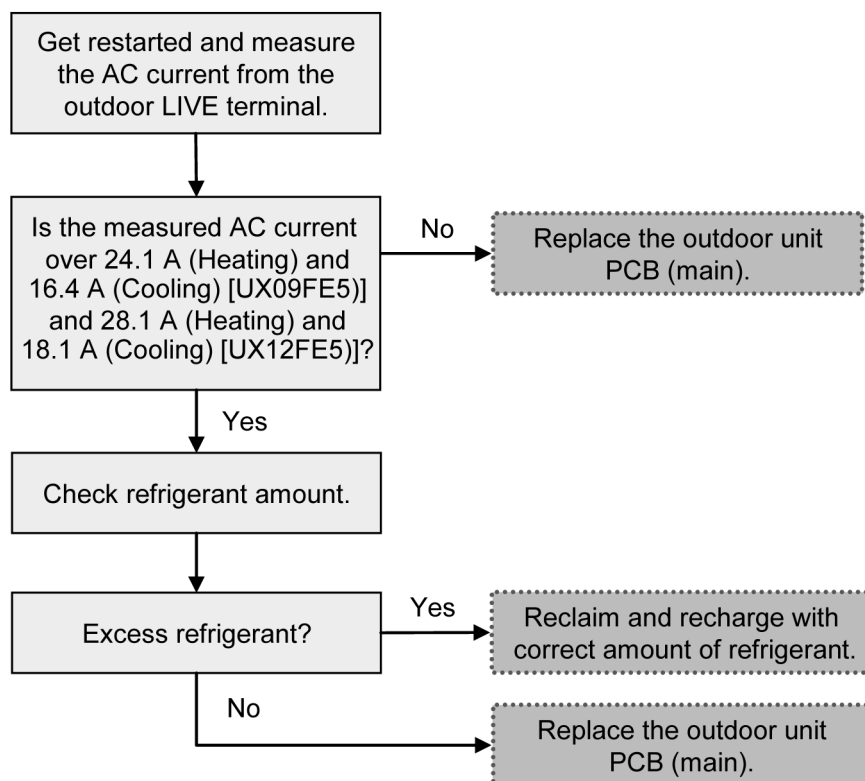 Get restarted and measure
the AC current from the
outdoor LIVE terminal.
Is the measured AC current
over 24.1 A (Heating) and
16.4 A (Cooling) [UX09FE5)]
and 28.1 A (Heating) and
18.1 A (Cooling) [UX12FE5)]?
No
Replace the outdoor unit
PCB (main).
Yes
Check refrigerant amount.
Excess refrigerant?
Yes
Reclaim and recharge with
correct amount of refrigerant.
No
Replace the outdoor unit
PCB (main).